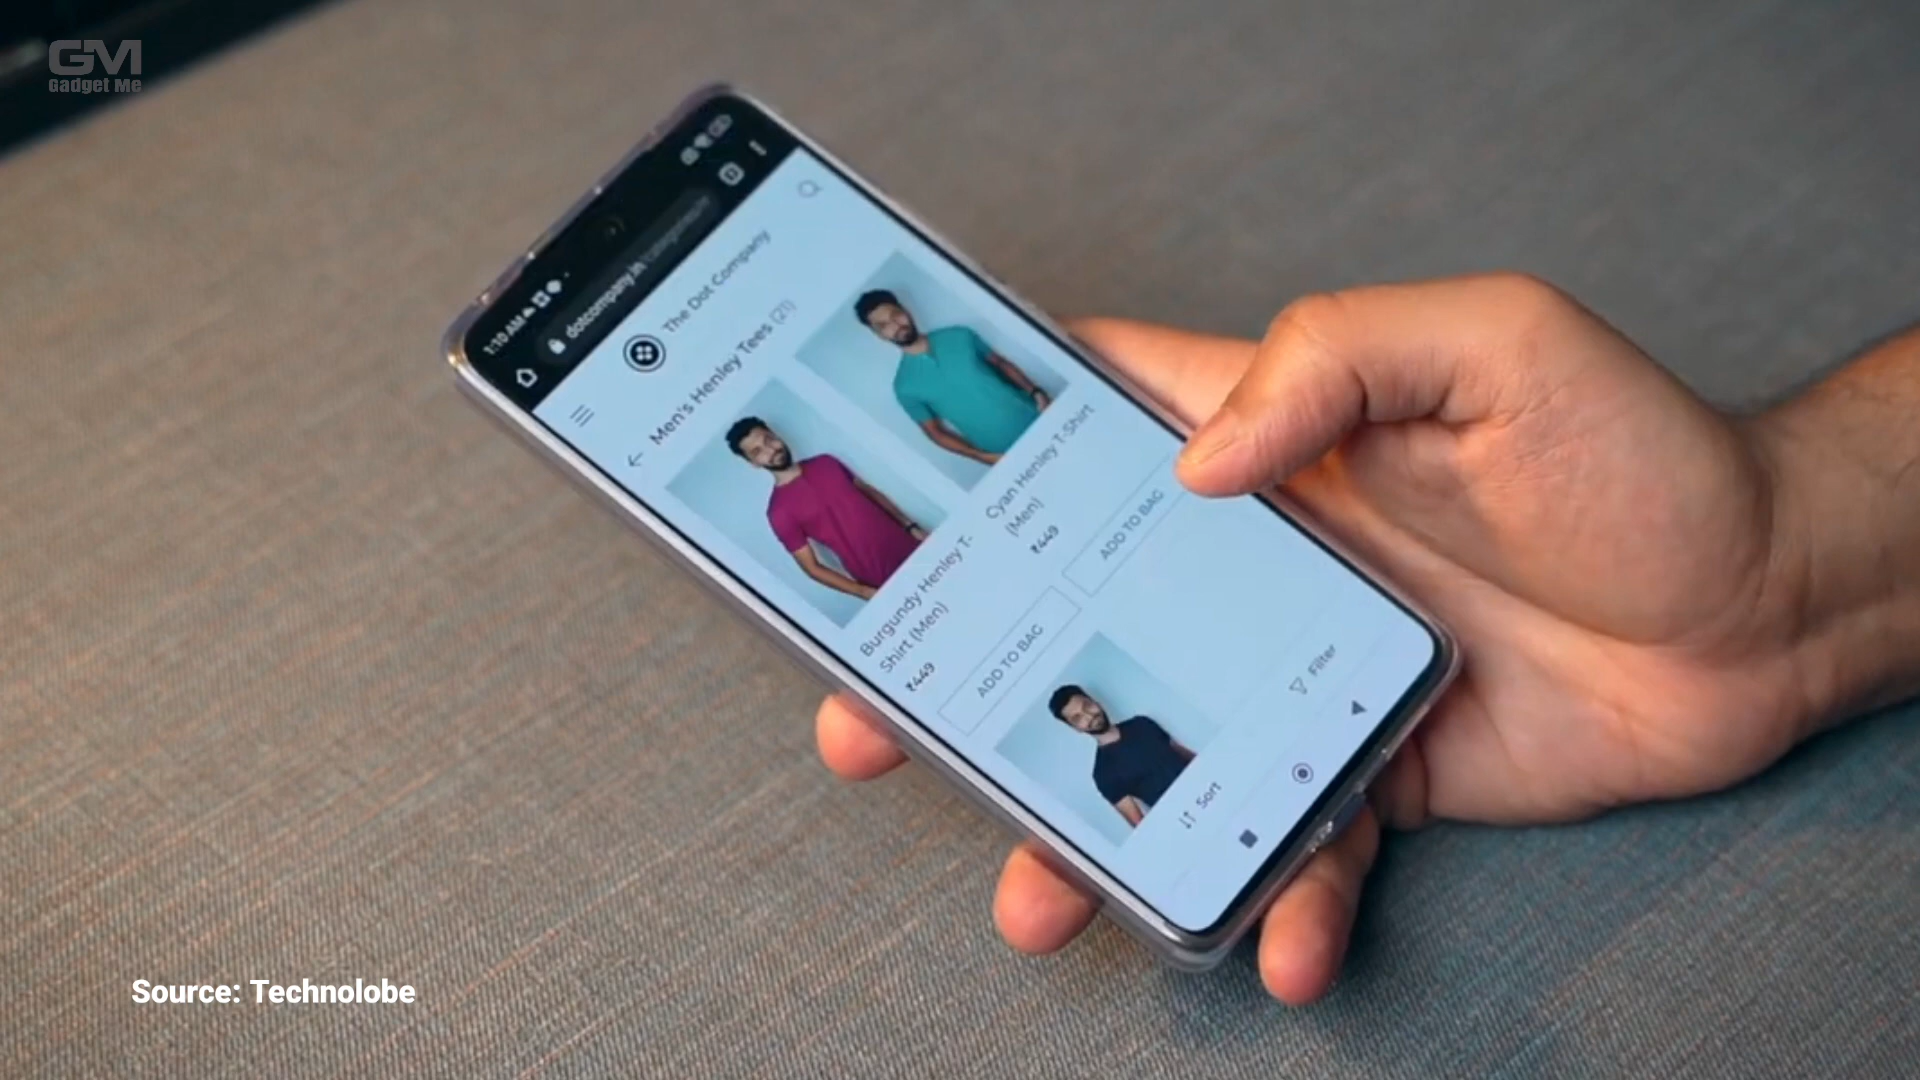 GM
Gadget Me
1:10 AM
dotcompany.in
The Dot Company
Men's Henley Tees (21)
Burgundy Henley T-
Shirt (Men)
₹449
ADD TO BAG
Cyan Henley T-Shirt
(Men)
₹449
ADD TO BAG
Sort
Filter
Source: Technolobe